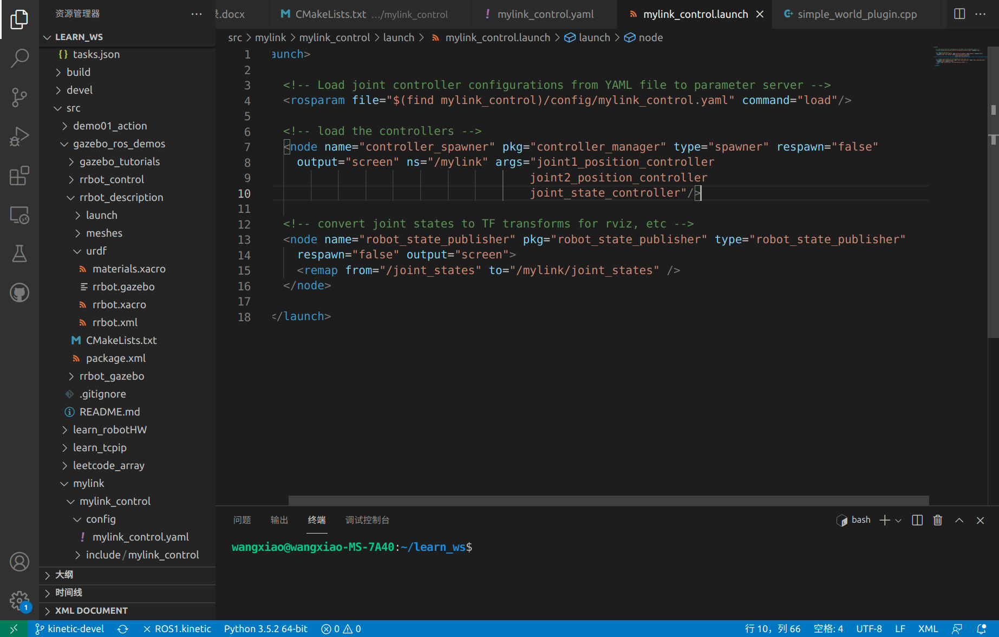 资源管理器
录.docx
CMakeLists.txt .../mylink_control
mylink_control.yaml
mylink_control.launch
simple_world_plugin.cpp
src > mylink > mylink_control > launch > mylink_control.launch > launch > node
LEARN_WS
tasks.json
build
devel
src
demo01_action
gazebo_ros_demos
gazebo_tutorials
rrbot_control
rrbot_description
launch
meshes
urdf
materials.xacro
rrbot.gazebo
rrbot.xacro
rrbot.xml
CMakeLists.txt
package.xml
rrbot_gazebo
.gitignore
README.md
learn_robotHW
learn_tcpip
leetcode_array
mylink
mylink_control
config
mylink_control.yaml
include/mylink_control
大纲
时间线
XML DOCUMENT
1 aunch>
2
3 <!-- Load joint controller configurations from YAML file to parameter server -->
4 <rosparam file="$(find mylink_control)/config/mylink_control.yaml" command="load"/>
5
6 <!-- load the controllers -->
7 <node name="controller_spawner" pkg="controller_manager" type="spawner" respawn="false"
8 output="screen" ns="/mylink" args="joint1_position_controller
9 joint2_position_controller
10 joint_state_controller"/>
11
12 <!-- convert joint states to TF transforms for rviz, etc -->
13 <node name="robot_state_publisher" pkg="robot_state_publisher" type="robot_state_publisher"
14 respawn="false" output="screen">
15 <remap from="/joint_states" to="/mylink/joint_states" />
16 </node>
17
18 </launch>
问题 输出 终端 调试控制台
bash
wangxiao@wangxiao-MS-7A40:~/learn_ws$
1
kinetic-devel ROS1.kinetic Python 3.5.2 64-bit 0 0 行 10，列 66 空格: 4 UTF-8 LF XML